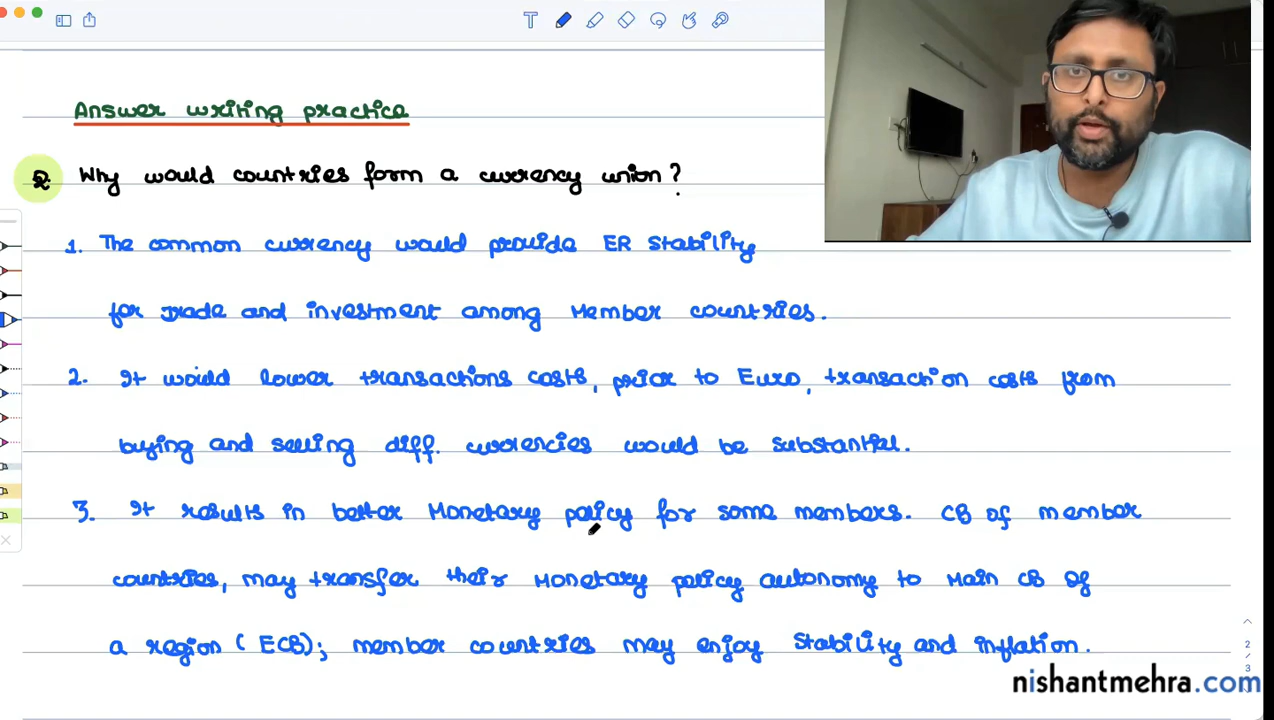 Answer writing practice
Q. Why would countries form a currency union?
1. The common currency would provide ER stability
for trade and investment among Member countries.
2. It would lower transactions costs, prior to Euro, transaction costs from
buying and selling diff. currencies would be substantial.
3. It results in better Monetary policy for some members. CB of member
countries, may transfer their Monetary policy autonomy to Main CB of
a region (ECB); member countries may enjoy Stability and inflation.
2/3
nishantmehra.com